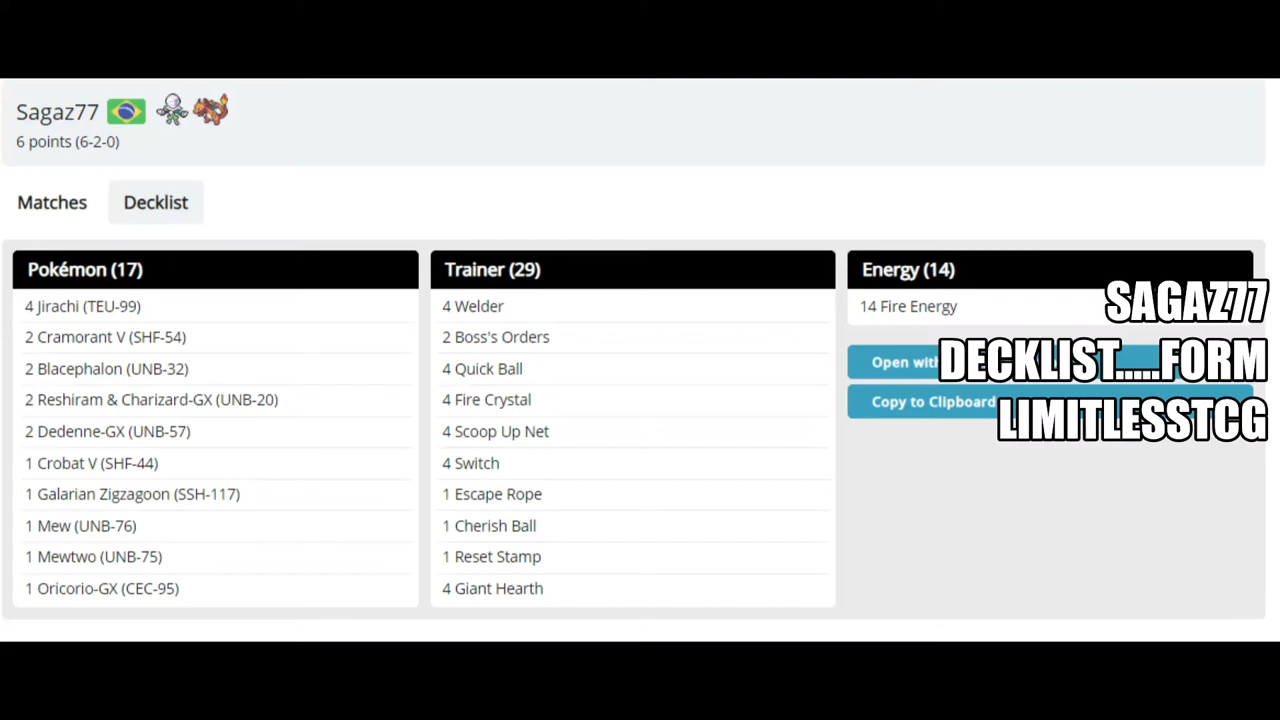 Sagaz77
6 points (6-2-0)
Matches Decklist
Pokémon (17)
4 Jirachi (TEU-99)
2 Cramorant V (SHF-54)
2 Blacephalon (UNB-32)
2 Reshiram & Charizard-GX (UNB-20)
2 Dedenne-GX (UNB-57)
1 Crobat V (SHF-44)
1 Galarian Zigzagoon (SSH-117)
1 Mew (UNB-76)
1 Mewtwo (UNB-75)
1 Oricorio-GX (CEC-95)
Trainer (29)
4 Welder
2 Boss's Orders
4 Quick Ball
4 Fire Crystal
4 Scoop Up Net
4 Switch
1 Escape Rope
1 Cherish Ball
1 Reset Stamp
4 Giant Hearth
Energy (14)
14 Fire Energy
Open with
Copy to Clipboard
SAGAZ77
DECKLIST.....FORM
LIMITLESSTCG